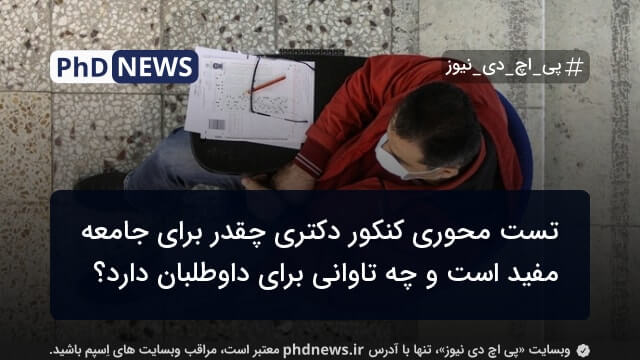 PhD NEWS
#پی_اچ_دی_نیوز
تست محوری کنکور دکتری چقدر برای جامعه
مفید است و چه تاوانی برای داوطلبان دارد؟
وبسایت «پی اچ دی نیوز»، تنها با آدرس phdnews.ir معتبر است، مراقب وبسایت های اِسپم باشید.